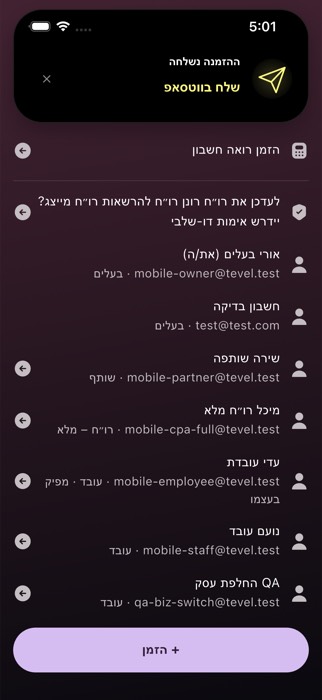 5:01
ההזמנה נשלחה
שלח בווטסאפ
הזמן רואה חשבון
לעדכן את רו״ח רונן רו״ח להרשאות רו״ח מייצג?
יידרש אימות דו-שלבי
אורי בעלים (את/ה)
mobile-owner@tevel.test · בעלים
חשבון בדיקה
test@test.com · בעלים
שירה שותפה
mobile-partner@tevel.test · שותף
מיכל רו״ח מלא
mobile-cpa-full@tevel.test · רו״ח – מלא
עדי עובדת
mobile-employee@tevel.test · עובד · מפיק
בעצמו
נועם עובד
mobile-staff@tevel.test · עובד
QA החלפת עסק
qa-biz-switch@tevel.test · עובד
+ הזמן